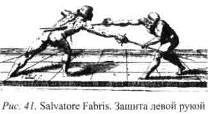 Рис. 41. Salvatore Fabris. Защита левой рукой